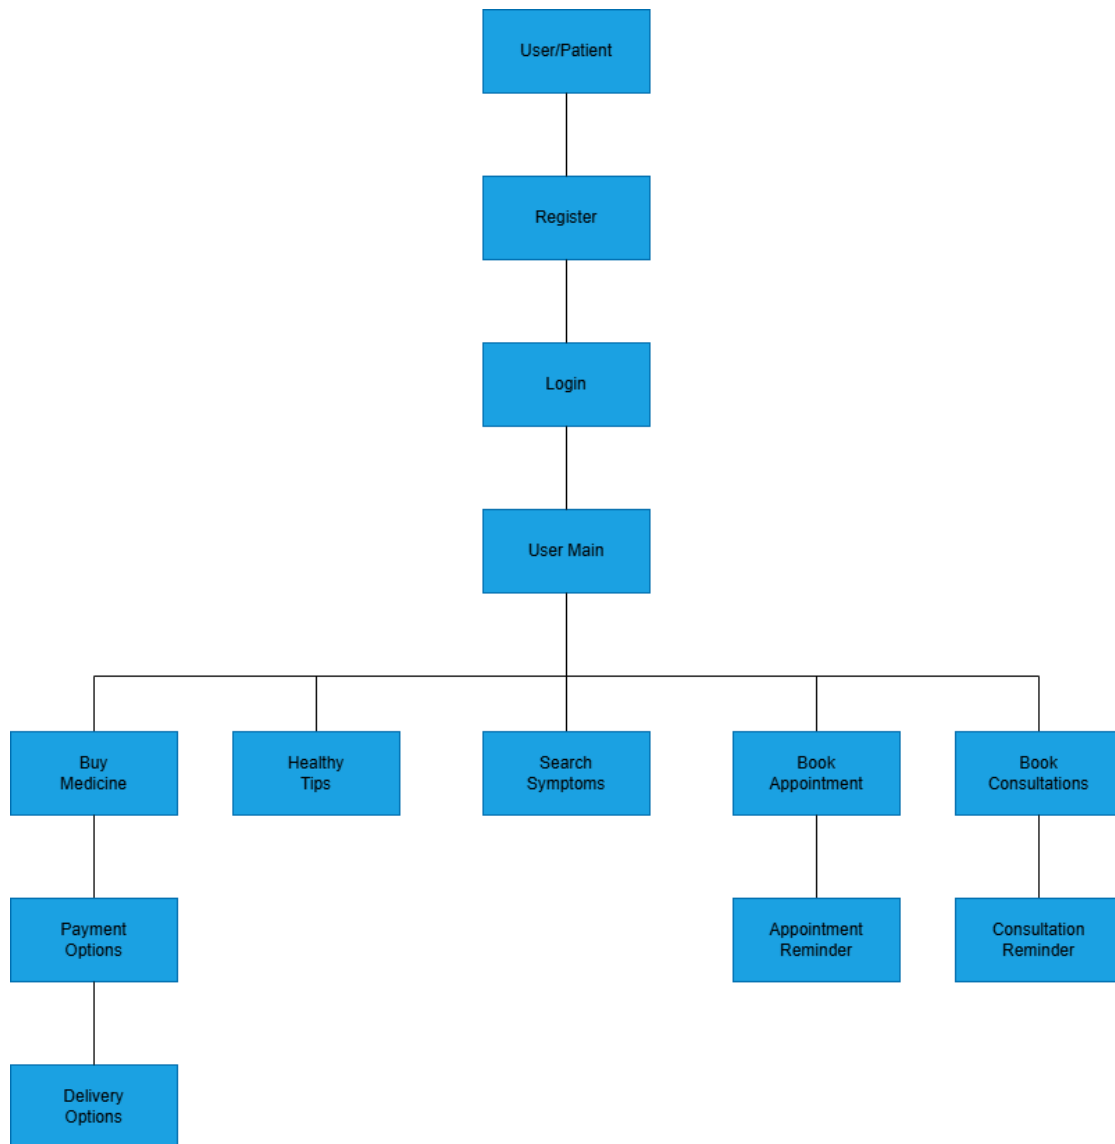 User/Patient
Register
Login
User Main
Buy
Medicine
Healthy
Tips
Search
Symptoms
Book
Appointment
Book
Consultations
Payment
Options
Appointment
Reminder
Consultation
Reminder
Delivery
Options